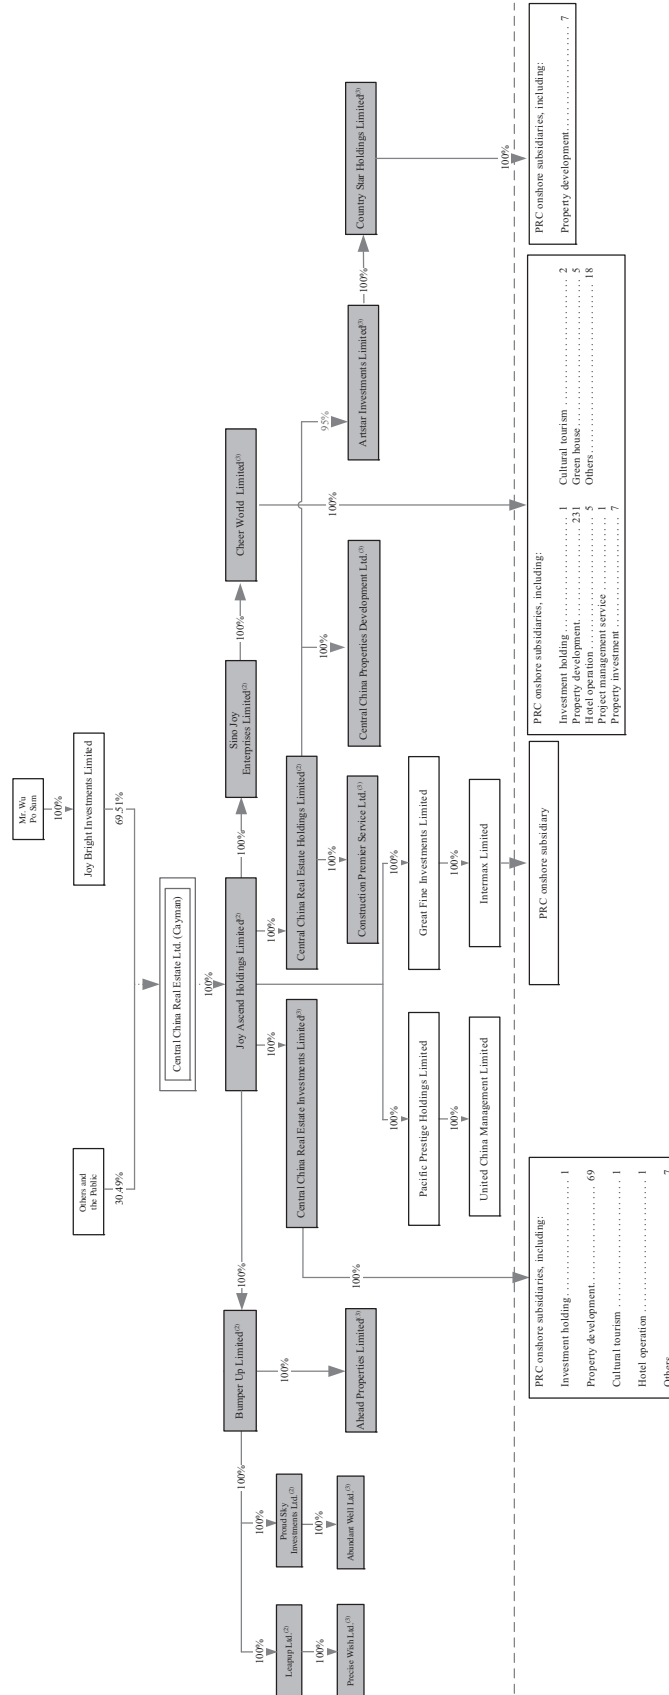 Mr. Wu
Po Sum
100%
Others and
the Public
30.49%
Joy Bright Investments Limited
69.51%
Central China Real Estate Ltd. (Cayman)
100%
Joy Ascend Holdings Limited(2)
100%
Bumper Up Limited(2)
100%
Sino Joy
Enterprises Limited(2)
100%
Cheer World Limited(3)
100%
100%
Leapup Ltd.(2)
100%
Precise Wish Ltd.(3)
100%
Proud Sky
Investments Ltd.(2)
100%
Abundant Well Ltd.(3)
100%
Ahead Properties Limited(3)
100%
Central China Real Estate Investments Limited(3)
100%
100%
Central China Real Estate Holdings Limited(2)
100%
Construction Premier Service Ltd.(3)
100%
Central China Properties Development Ltd.(3)
95%
Artstar Investments Limited(3)
100%
Country Star Holdings Limited(3)
100%
100%
Pacific Prestige Holdings Limited
100%
United China Management Limited
100%
Great Fine Investments Limited
100%
Intermax Limited
100%
PRC onshore subsidiaries, including:
Investment holding 1
Property development 69
Cultural tourism 1
Hotel operation 1
Others 7
PRC onshore subsidiary
PRC onshore subsidiaries, including:
Investment holding 1
Property development 231
Hotel operation 5
Project management service 1
Property investment 7
Cultural tourism 2
Green house 5
Others 18
PRC onshore subsidiaries, including:
Property development 7